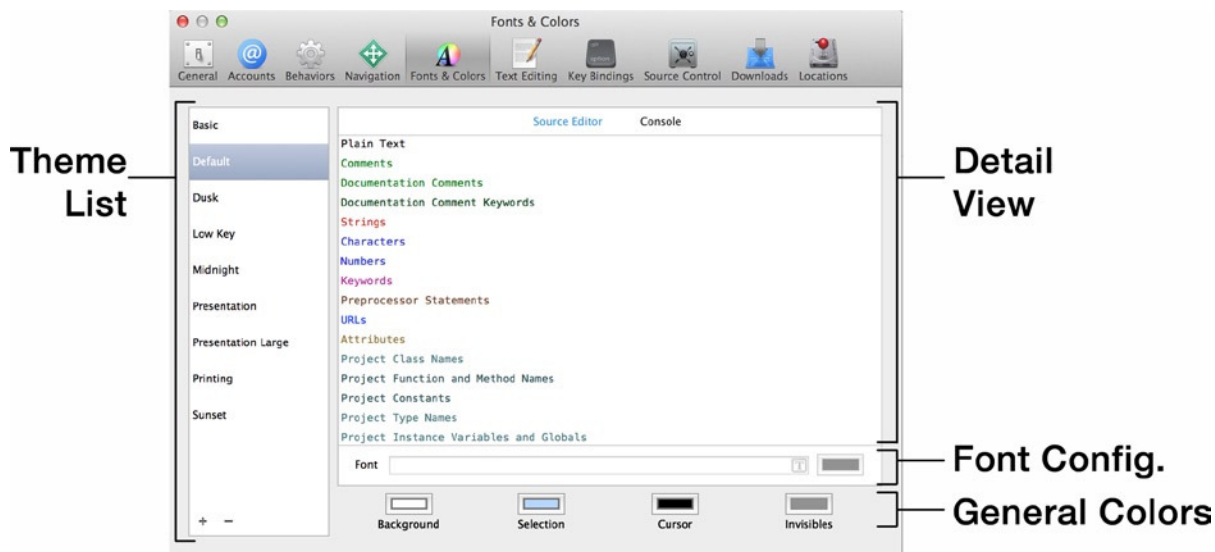 Fonts & Colors
General Accounts Behaviors Navigation Fonts & Colors Text Editing Key Bindings Source Control Downloads Locations
Theme List
Basic
Default
Dusk
Low Key
Midnight
Presentation
Presentation Large
Printing
Sunset
+ −
Source Editor Console
Plain Text
Comments
Documentation Comments
Documentation Comment Keywords
Strings
Characters
Numbers
Keywords
Preprocessor Statements
URLs
Attributes
Project Class Names
Project Function and Method Names
Project Constants
Project Type Names
Project Instance Variables and Globals
Detail View
Font T
Font Config.
Background Selection Cursor Invisibles
General Colors